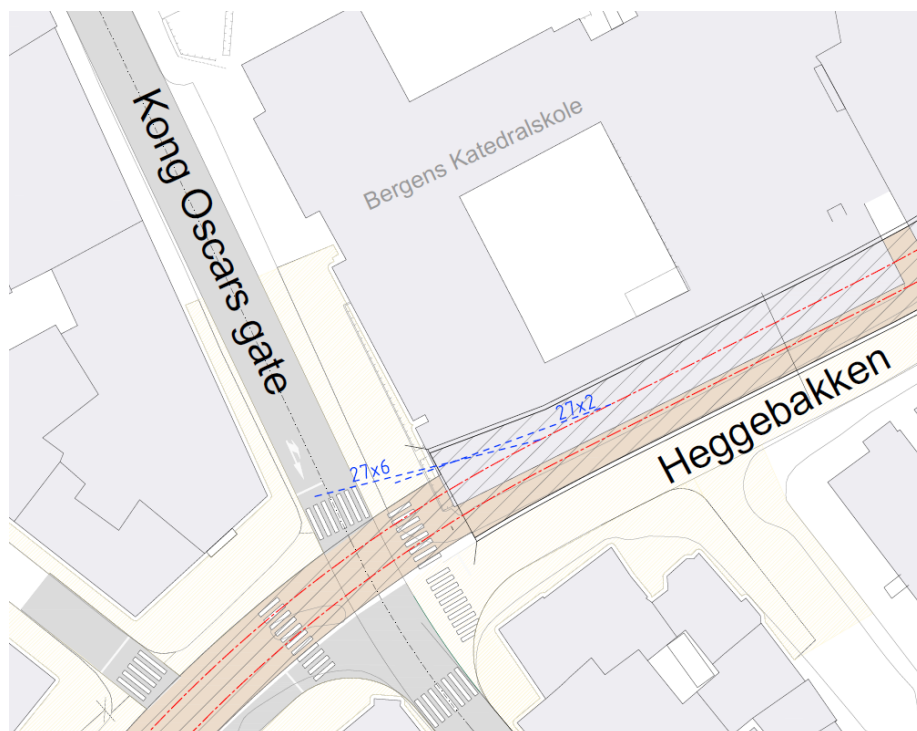 Kong Oscars gate
Bergens Katedralskole
27x2
27x6
Heggebakken